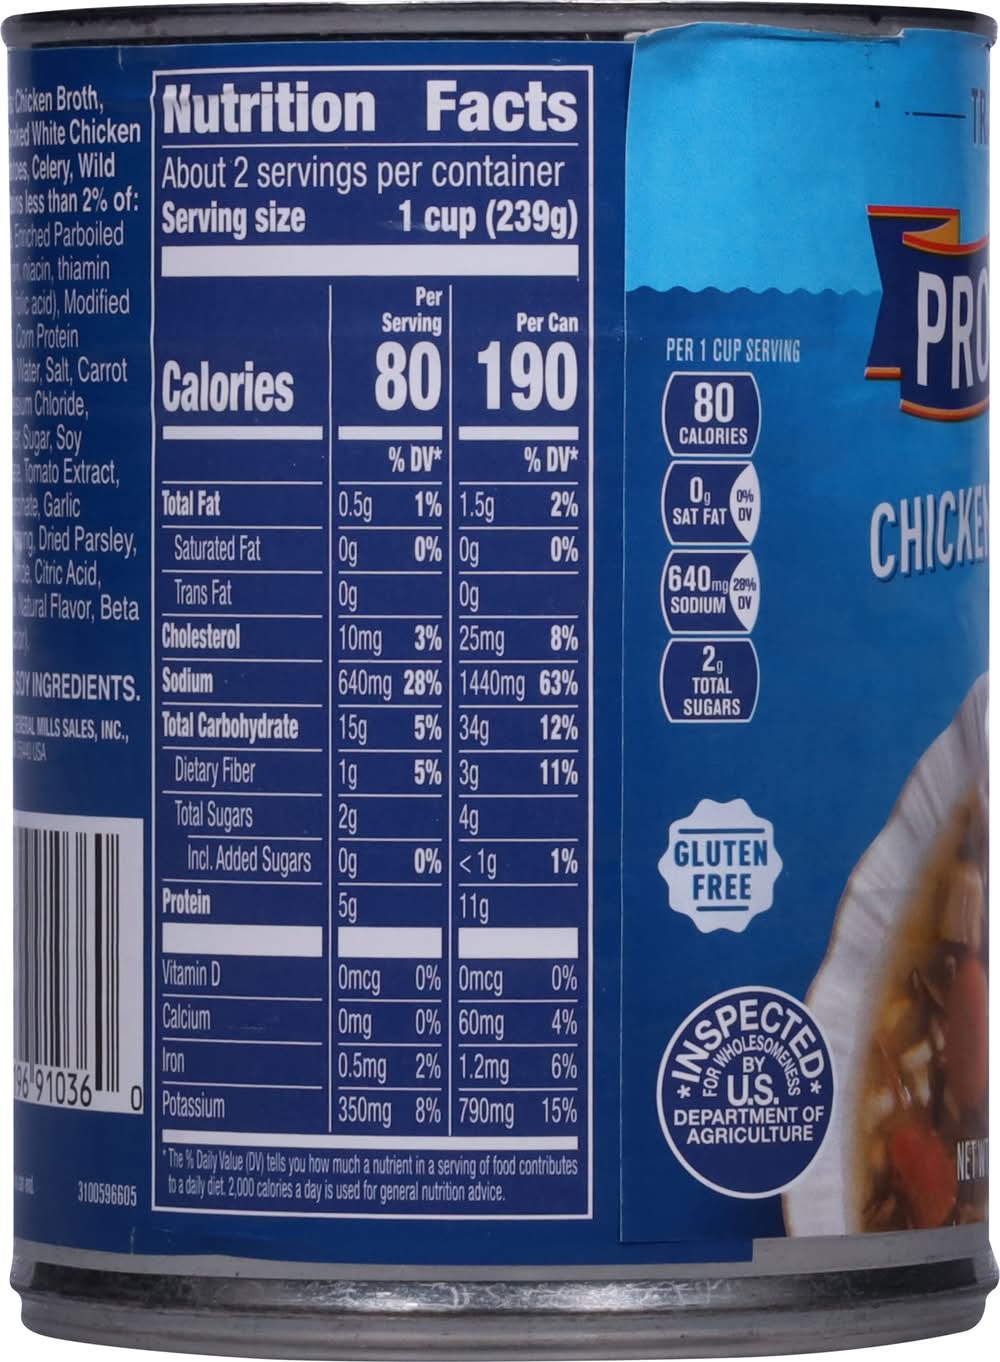 Chicken Broth,
White Chicken
Celery, Wild
less than 2% of:
Enriched Parboiled
niacin, thiamin
acid), Modified
Corn Protein
Water, Salt, Carrot
Chloride,
Sugar, Soy
Tomato Extract,
Garlic
Dried Parsley,
Citric Acid,
Natural Flavor, Beta
SOY INGREDIENTS.
GENERAL MILLS SALES, INC.,
USA
96 91036 0
3100596605
Nutrition Facts
About 2 servings per container
Serving size 1 cup (239g)
Per Serving Per Can
Calories 80 190
% DV* % DV*
Total Fat 0.5g 1% 1.5g 2%
Saturated Fat 0g 0% 0g 0%
Trans Fat 0g 0g
Cholesterol 10mg 3% 25mg 8%
Sodium 640mg 28% 1440mg 63%
Total Carbohydrate 15g 5% 34g 12%
Dietary Fiber 1g 5% 3g 11%
Total Sugars 2g 4g
Incl. Added Sugars 0g 0% <1g 1%
Protein 5g 11g
Vitamin D 0mcg 0% 0mcg 0%
Calcium 0mg 0% 60mg 4%
Iron 0.5mg 2% 1.2mg 6%
Potassium 350mg 8% 790mg 15%
* The % Daily Value (DV) tells you how much a nutrient in a serving of food contributes
to a daily diet. 2,000 calories a day is used for general nutrition advice.
PER 1 CUP SERVING
80
CALORIES
0g
SAT FAT
0%
DV
640mg
SODIUM
28%
DV
2g
TOTAL
SUGARS
GLUTEN
FREE
INSPECTED
FOR WHOLESOMENESS
BY
U.S.
DEPARTMENT OF
AGRICULTURE
TR
PRO
CHICKE
NET W